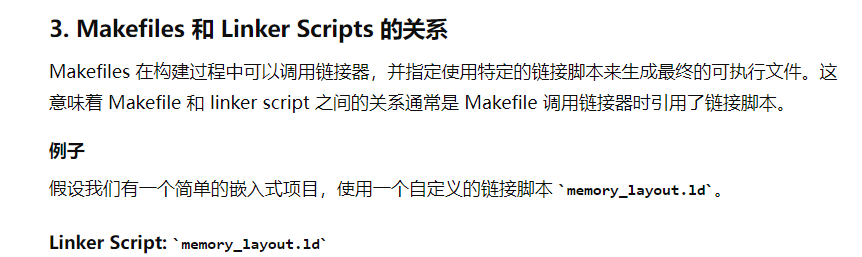 3. Makefiles 和 Linker Scripts 的关系
Makefiles 在构建过程中可以调用链接器，并指定使用特定的链接脚本来生成最终的可执行文件。这
意味着 Makefile 和 linker script 之间的关系通常是 Makefile 调用链接器时引用了链接脚本。
例子
假设我们有一个简单的嵌入式项目，使用一个自定义的链接脚本 `memory_layout.ld`。
Linker Script: `memory_layout.ld`